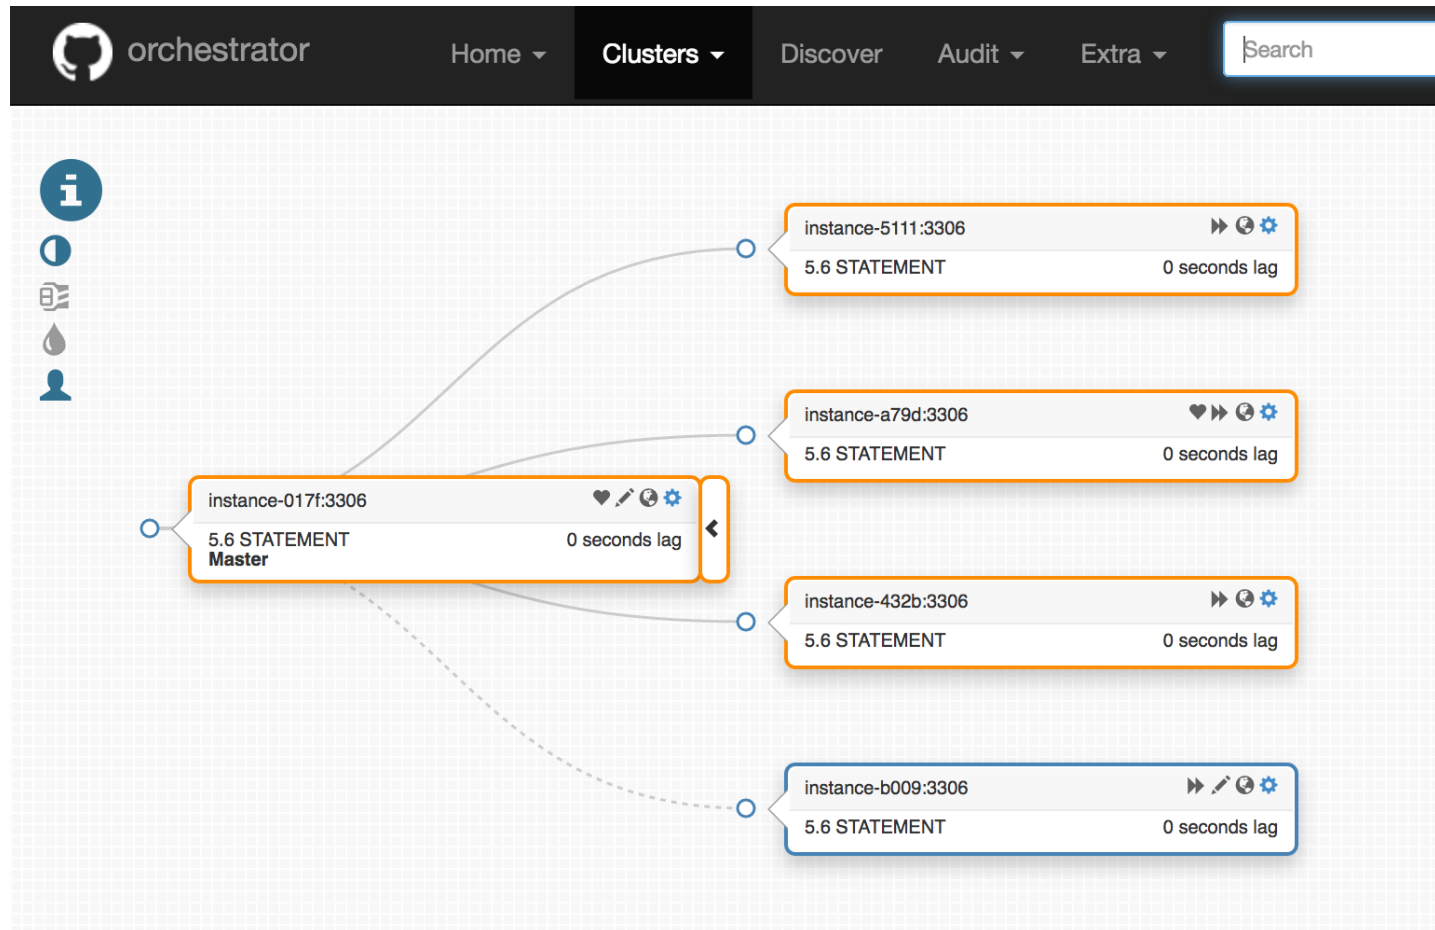 orchestrator Home Clusters Discover Audit Extra Search
instance-5111:3306
5.6 STATEMENT 0 seconds lag
instance-a79d:3306
5.6 STATEMENT 0 seconds lag
instance-017f:3306
5.6 STATEMENT 0 seconds lag
Master
instance-432b:3306
5.6 STATEMENT 0 seconds lag
instance-b009:3306
5.6 STATEMENT 0 seconds lag